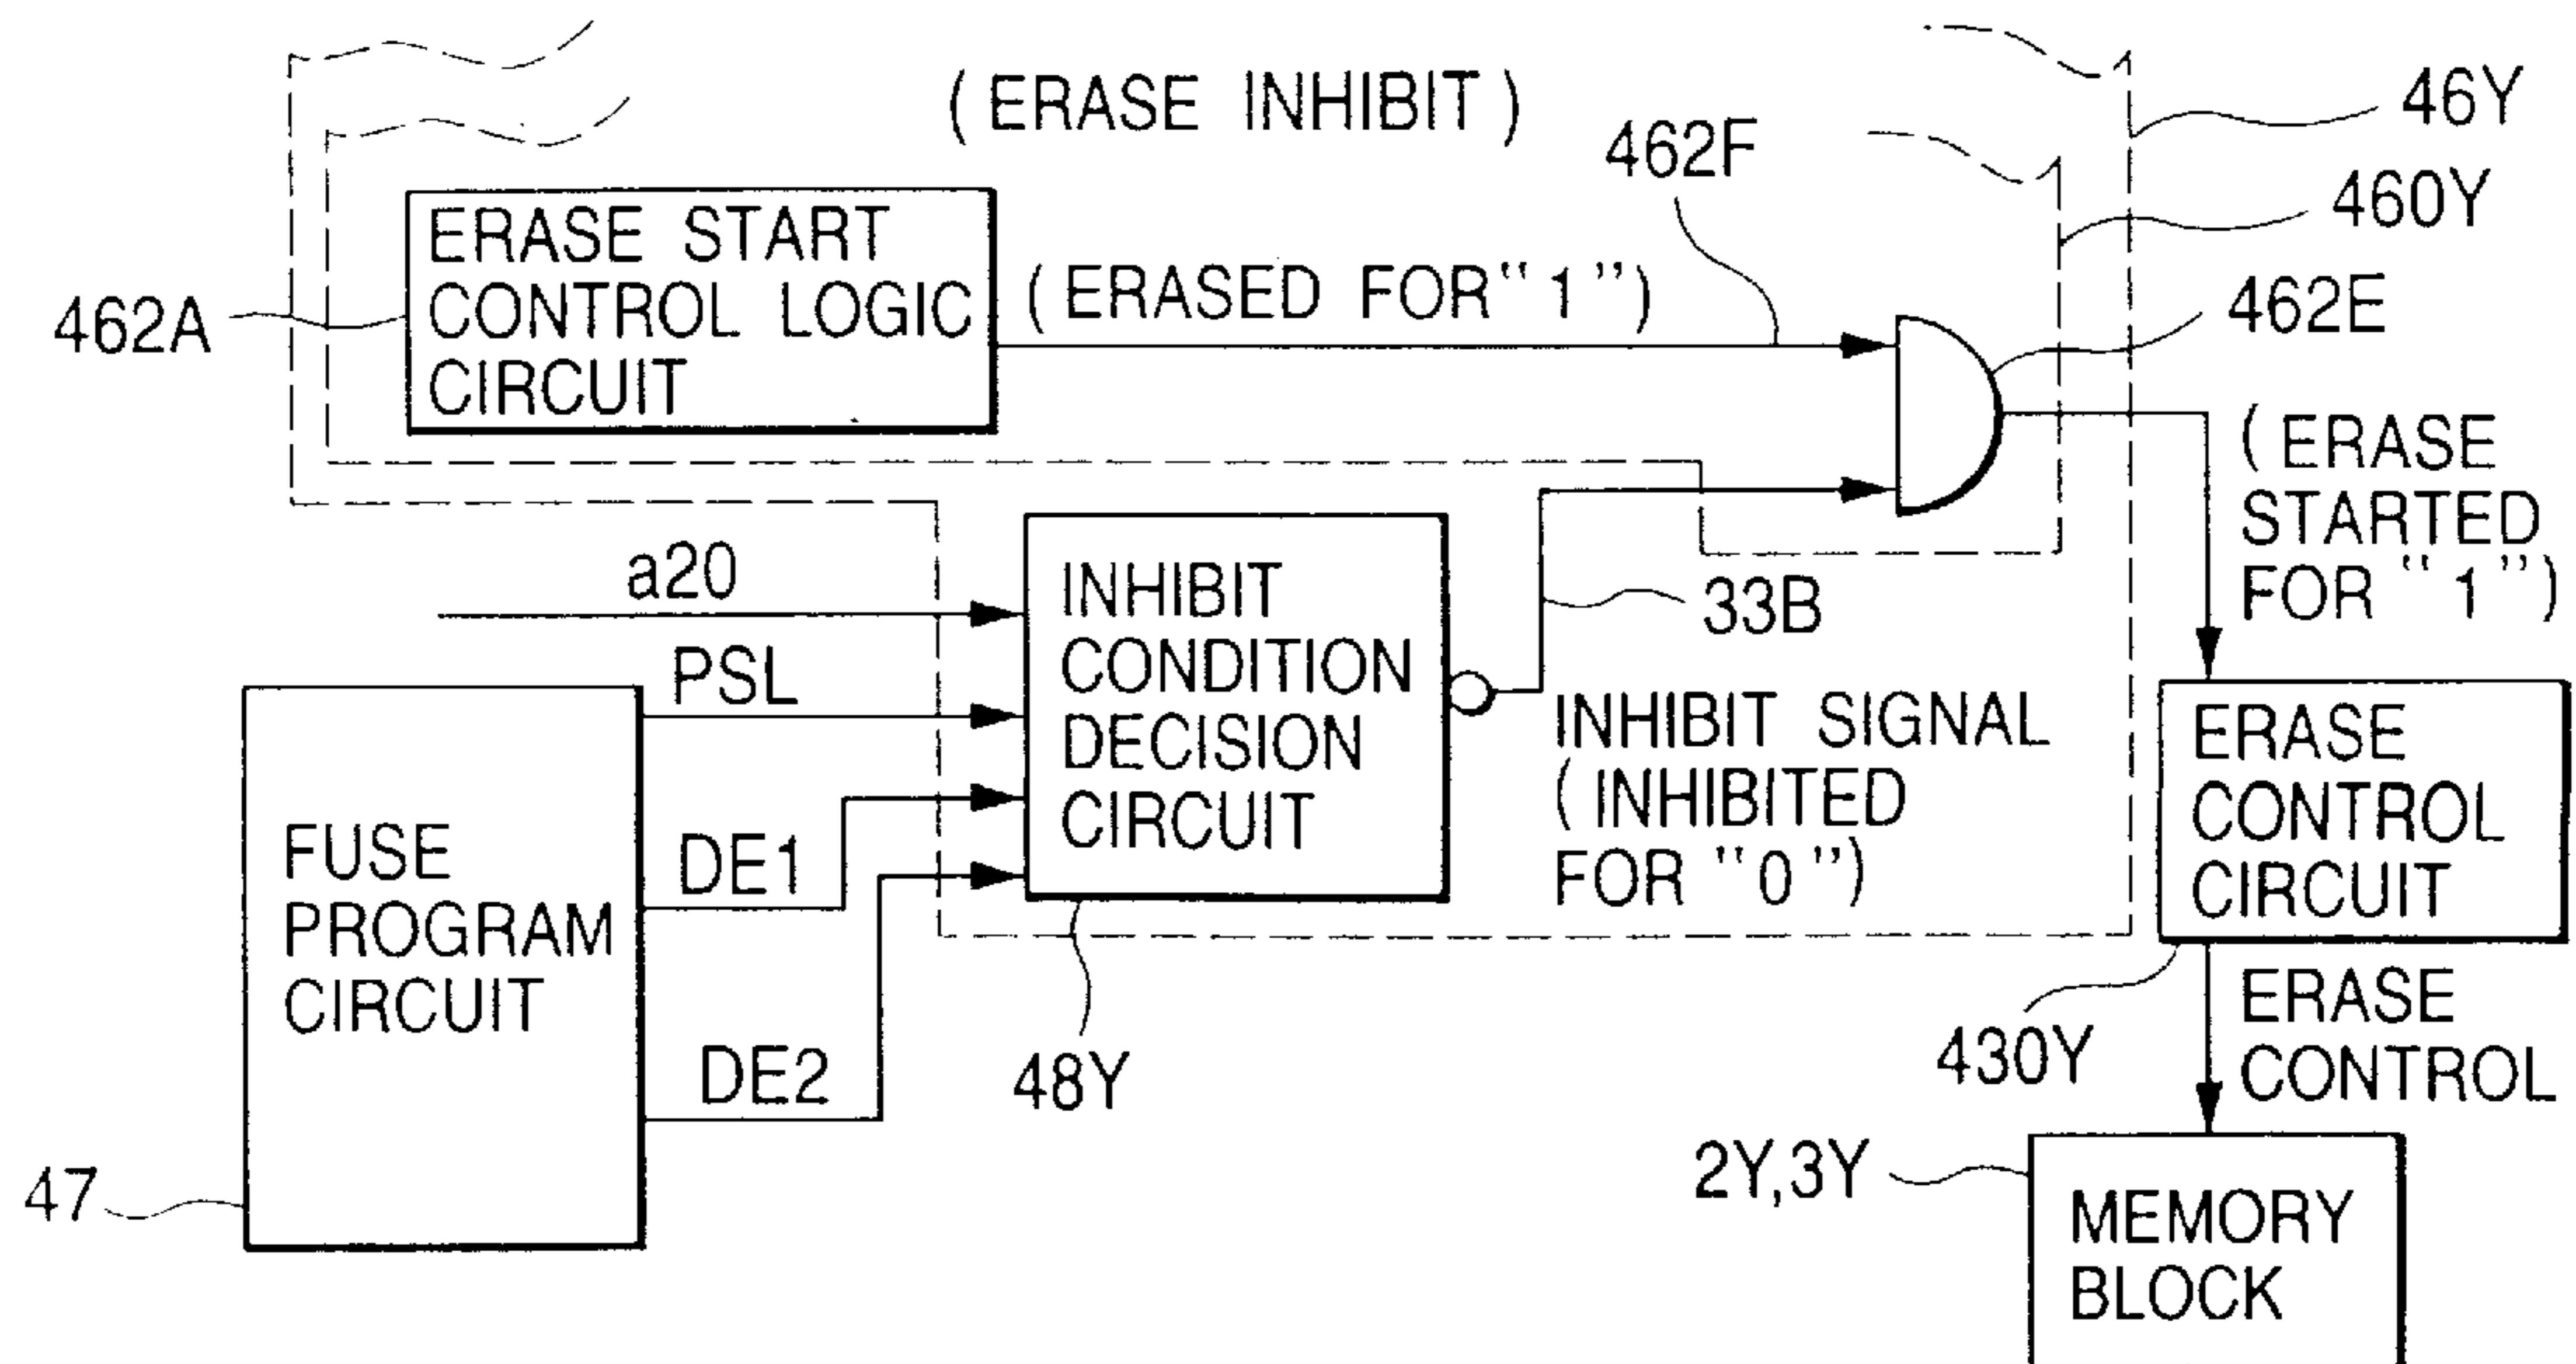 ( ERASE INHIBIT )
46Y
462F
460Y
ERASE START
CONTROL LOGIC
CIRCUIT
462A
( ERASED FOR " 1 " )
462E
( ERASE
STARTED
FOR " 1 " )
a20
PSL
DE1
DE2
INHIBIT
CONDITION
DECISION
CIRCUIT
33B
INHIBIT SIGNAL
( INHIBITED
FOR " 0 " )
ERASE
CONTROL
CIRCUIT
FUSE
PROGRAM
CIRCUIT
47
48Y
430Y
ERASE
CONTROL
2Y,3Y
MEMORY
BLOCK